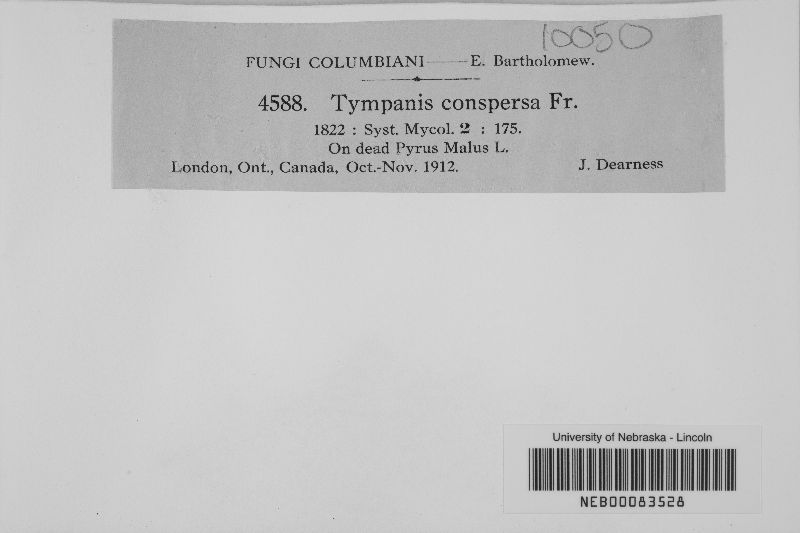 10050
FUNGI COLUMBIANI——E. Bartholomew.
4588. Tympanis conspersa Fr.
1822 : Syst. Mycol. 2 : 175.
On dead Pyrus Malus L.
London, Ont., Canada, Oct.-Nov. 1912. J. Dearness
University of Nebraska - Lincoln
NEB00083528